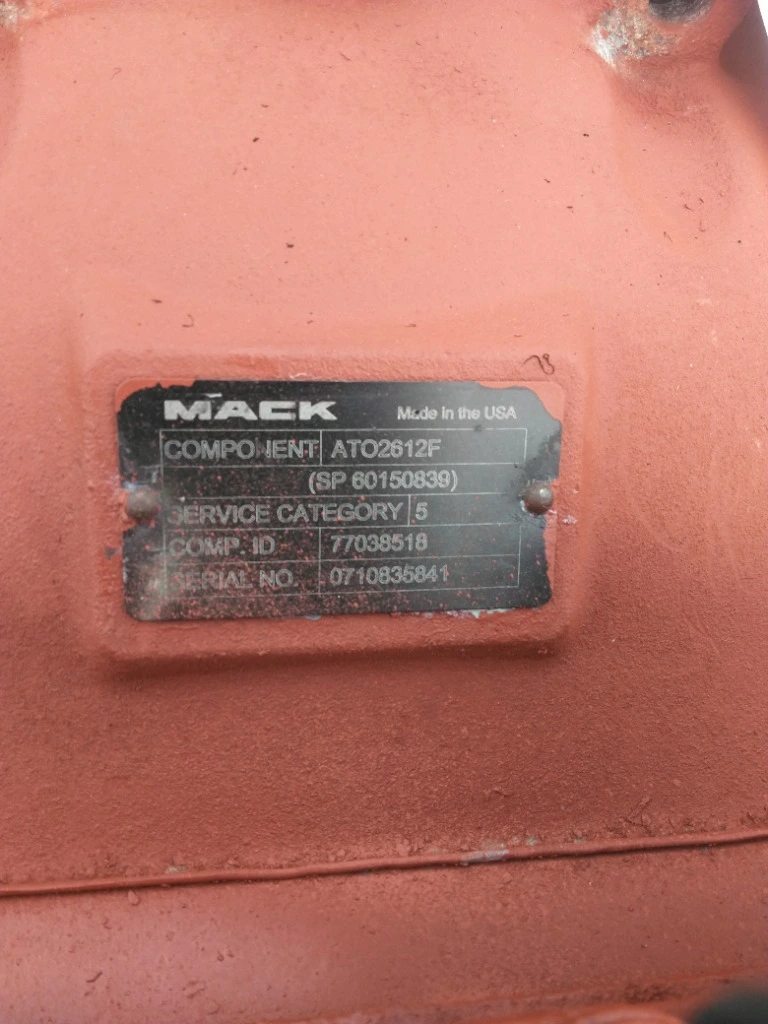 MACK Made in the USA
COMPONENT ATO2612F
(SP 60150839)
SERVICE CATEGORY 5
COMP. ID 77038518
SERIAL NO. 0710835841